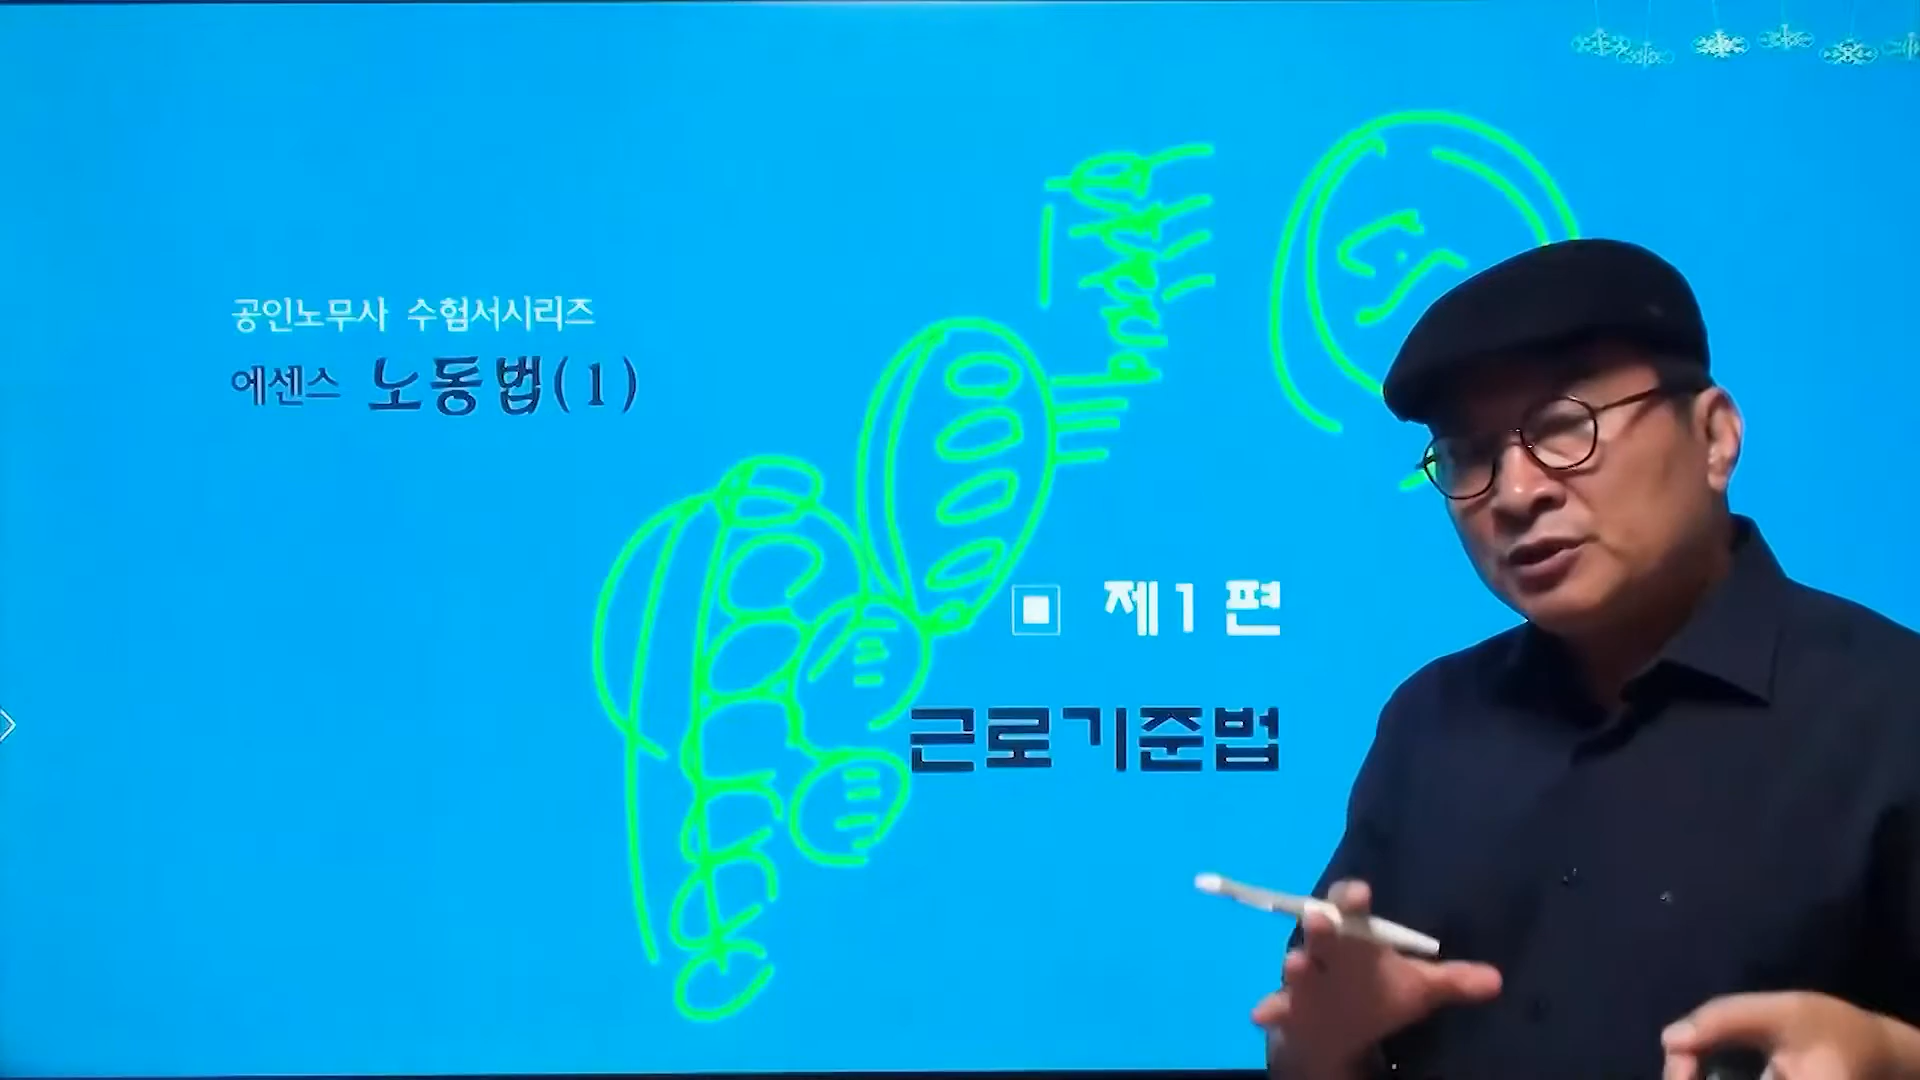 공인노무사 수험서시리즈
에센스 노동법(1)
제1편
근로기준법